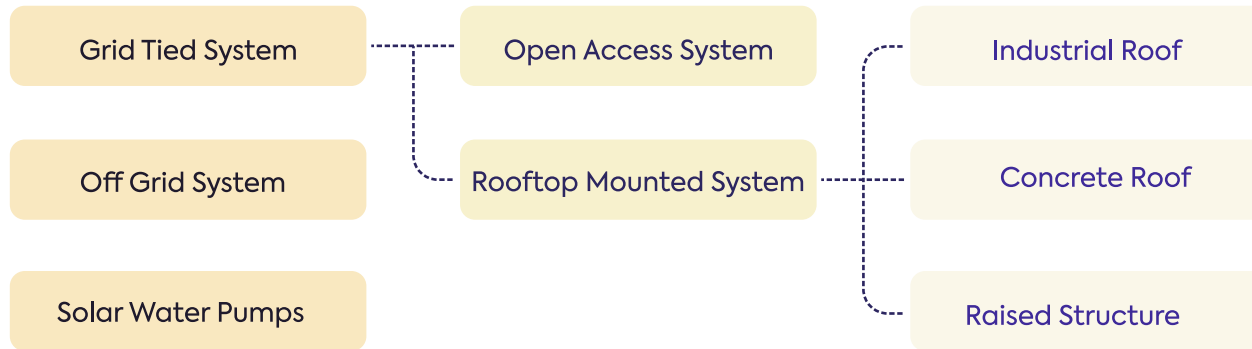 Grid Tied System
Open Access System
Industrial Roof
Off Grid System
Rooftop Mounted System
Concrete Roof
Solar Water Pumps
Raised Structure